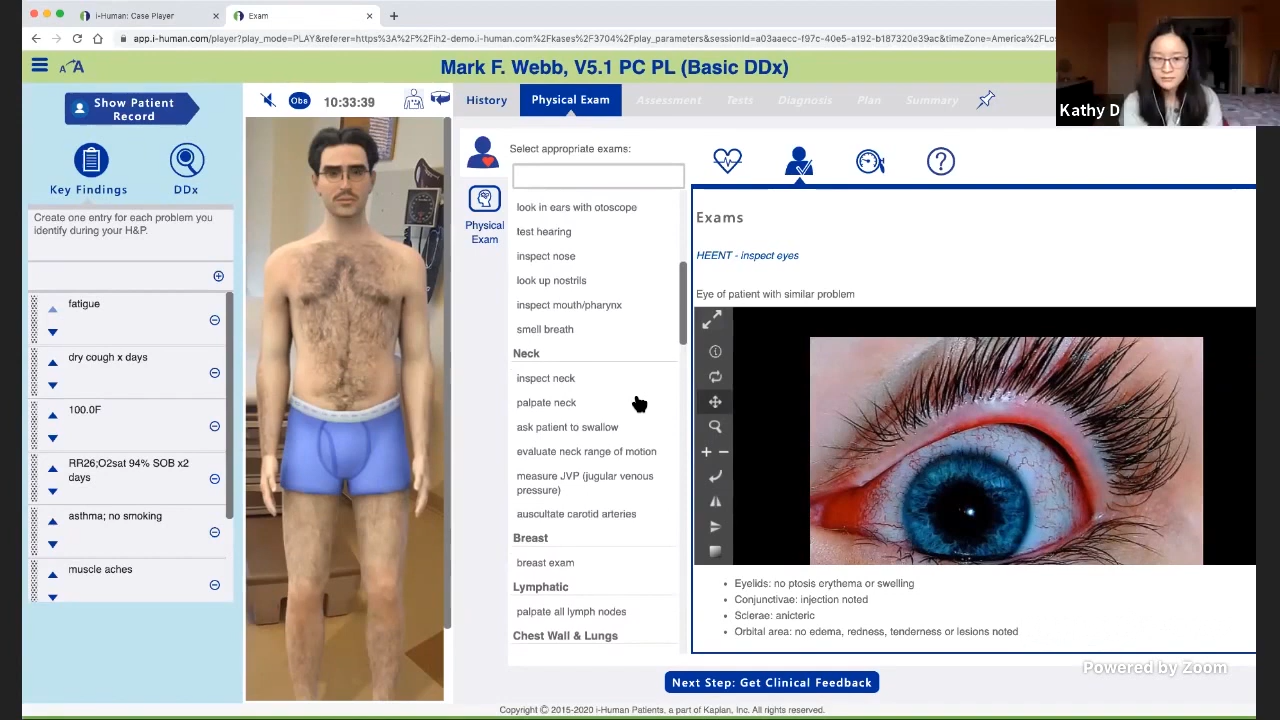 i-Human: Case Player
Exam
app.i-human.com/player?play_mode=PLAY&referer=https%3A%2F%2Fih2-demo.i-human.com%2Fkases%2F3704%2Fplay_parameters&sessionId=a03aaecc-f97c-40e5-a192-b187320e39ac&timeZone=America%2FLos
AA
Mark F. Webb, V5.1 PC PL (Basic DDx)
Kathy D
Show Patient
Record
Key Findings
DDx
Create one entry for each problem you
identify during your H&P.
fatigue
dry cough x days
100.0F
RR26;O2sat 94% SOB x2
days
asthma; no smoking
muscle aches
Obs
10:33:39
History
Physical Exam
Assessment
Tests
Diagnosis
Plan
Summary
Physical
Exam
Select appropriate exams:
look in ears with otoscope
test hearing
inspect nose
look up nostrils
inspect mouth/pharynx
smell breath
Neck
inspect neck
palpate neck
ask patient to swallow
evaluate neck range of motion
measure JVP (jugular venous
pressure)
auscultate carotid arteries
Breast
breast exam
Lymphatic
palpate all lymph nodes
Chest Wall & Lungs
Exams
HEENT - inspect eyes
Eye of patient with similar problem
• Eyelids: no ptosis erythema or swelling
• Conjunctivae: injection noted
• Sclerae: anicteric
• Orbital area: no edema, redness, tenderness or lesions noted
Powered by Zoom
Next Step: Get Clinical Feedback
Copyright © 2015-2020 i-Human Patients, a part of Kaplan, Inc. All rights reserved.